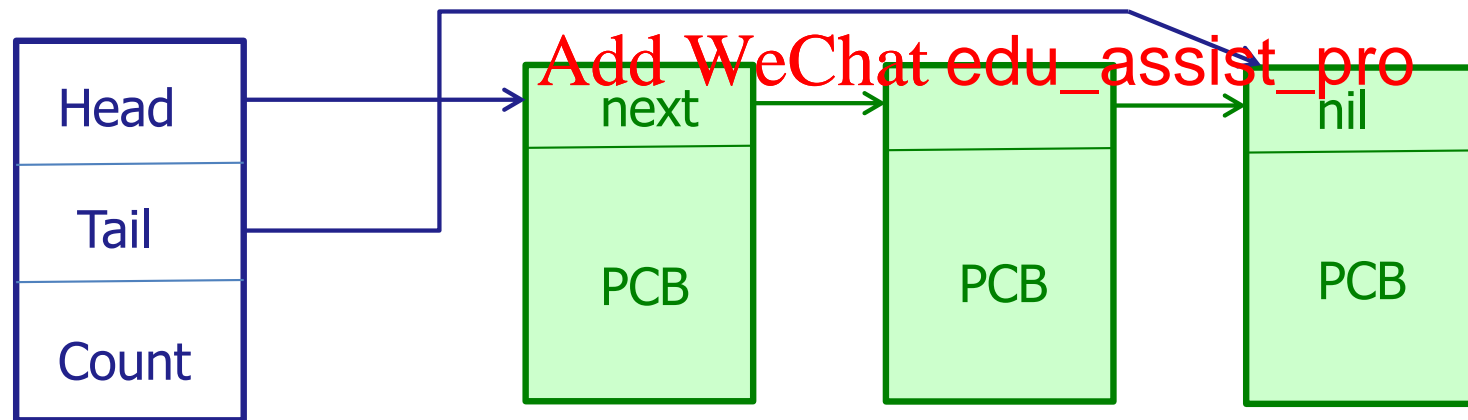 Add WeChat edu_assist_pro
Head
next
nil
Tail
PCB
PCB
PCB
Count